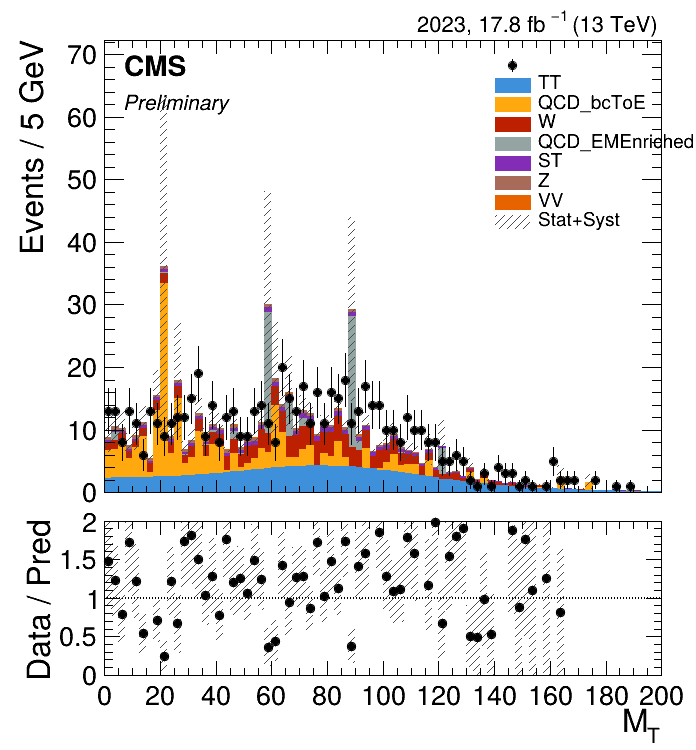 2023, 17.8 fb⁻¹ (13 TeV)
Events / 5 GeV
70
60
50
40
30
20
10
0
CMS
Preliminary
TT
QCD_bcToE
W
QCD_EMEnriched
ST
Z
VV
Stat+Syst
Data / Pred
2
1.5
1
0.5
0
0 20 40 60 80 100 120 140 160 180 200
M_T